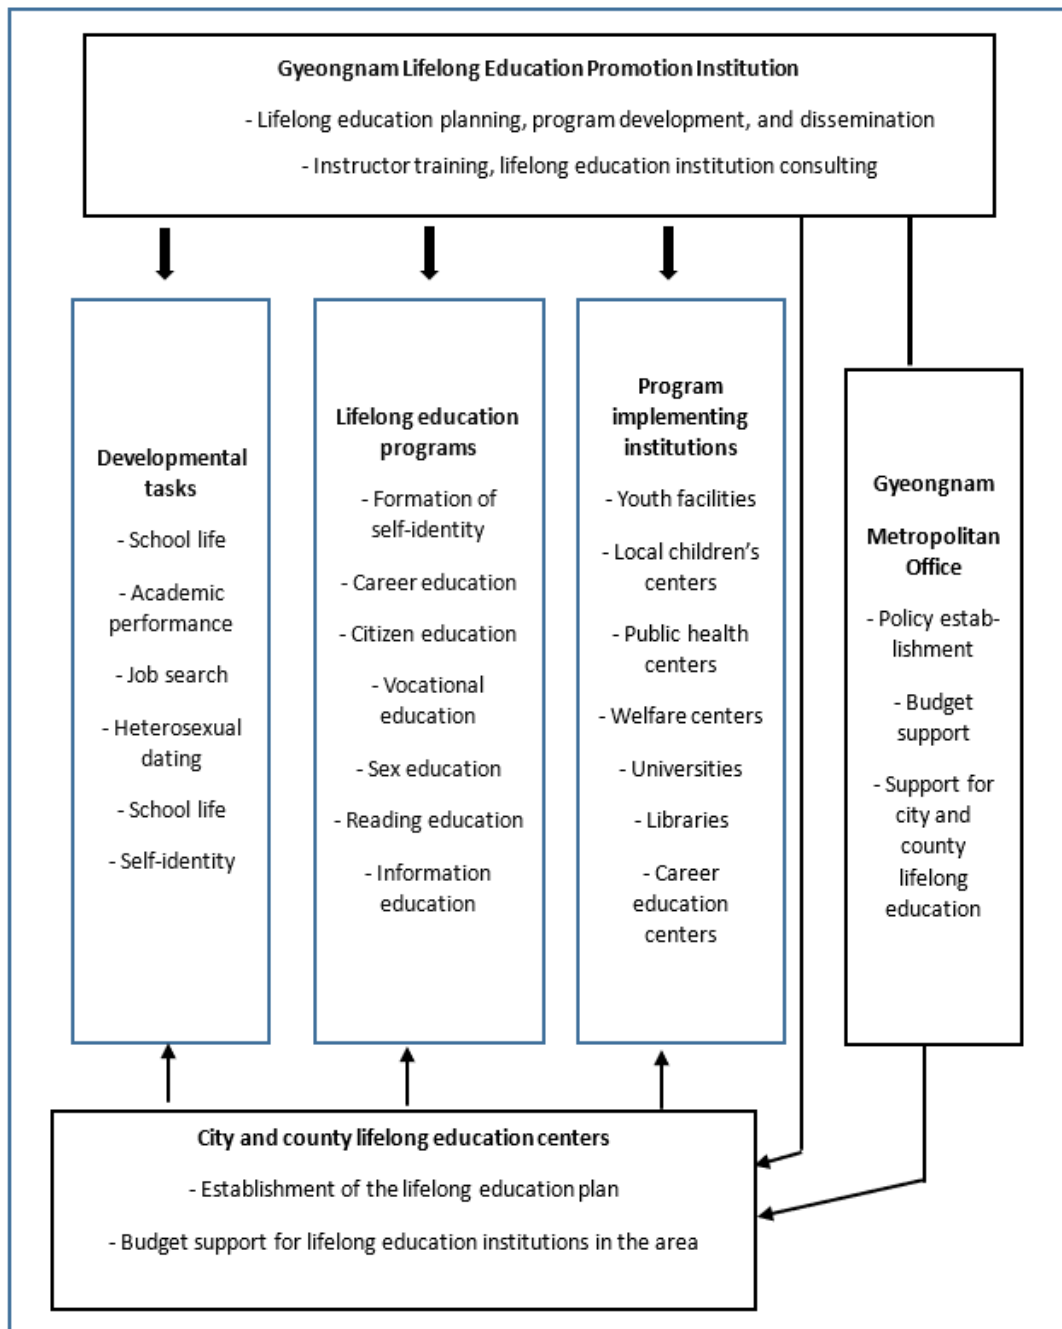 Gyeongnam Lifelong Education Promotion Institution
- Lifelong education planning, program development, and dissemination
- Instructor training, lifelong education institution consulting
Developmental
tasks
- School life
- Academic
performance
- Job search
- Heterosexual
dating
- School life
- Self-identity
Lifelong education
programs
- Formation of
self-identity
- Career education
- Citizen education
- Vocational
education
- Sex education
- Reading education
- Information
education
Program
implementing
institutions
- Youth facilities
- Local children’s
centers
- Public health
centers
- Welfare centers
- Universities
- Libraries
- Career
education
centers
Gyeongnam
Metropolitan
Office
- Policy estab-
lishment
- Budget
support
- Support for
city and
county
lifelong
education
City and county lifelong education centers
- Establishment of the lifelong education plan
- Budget support for lifelong education institutions in the area